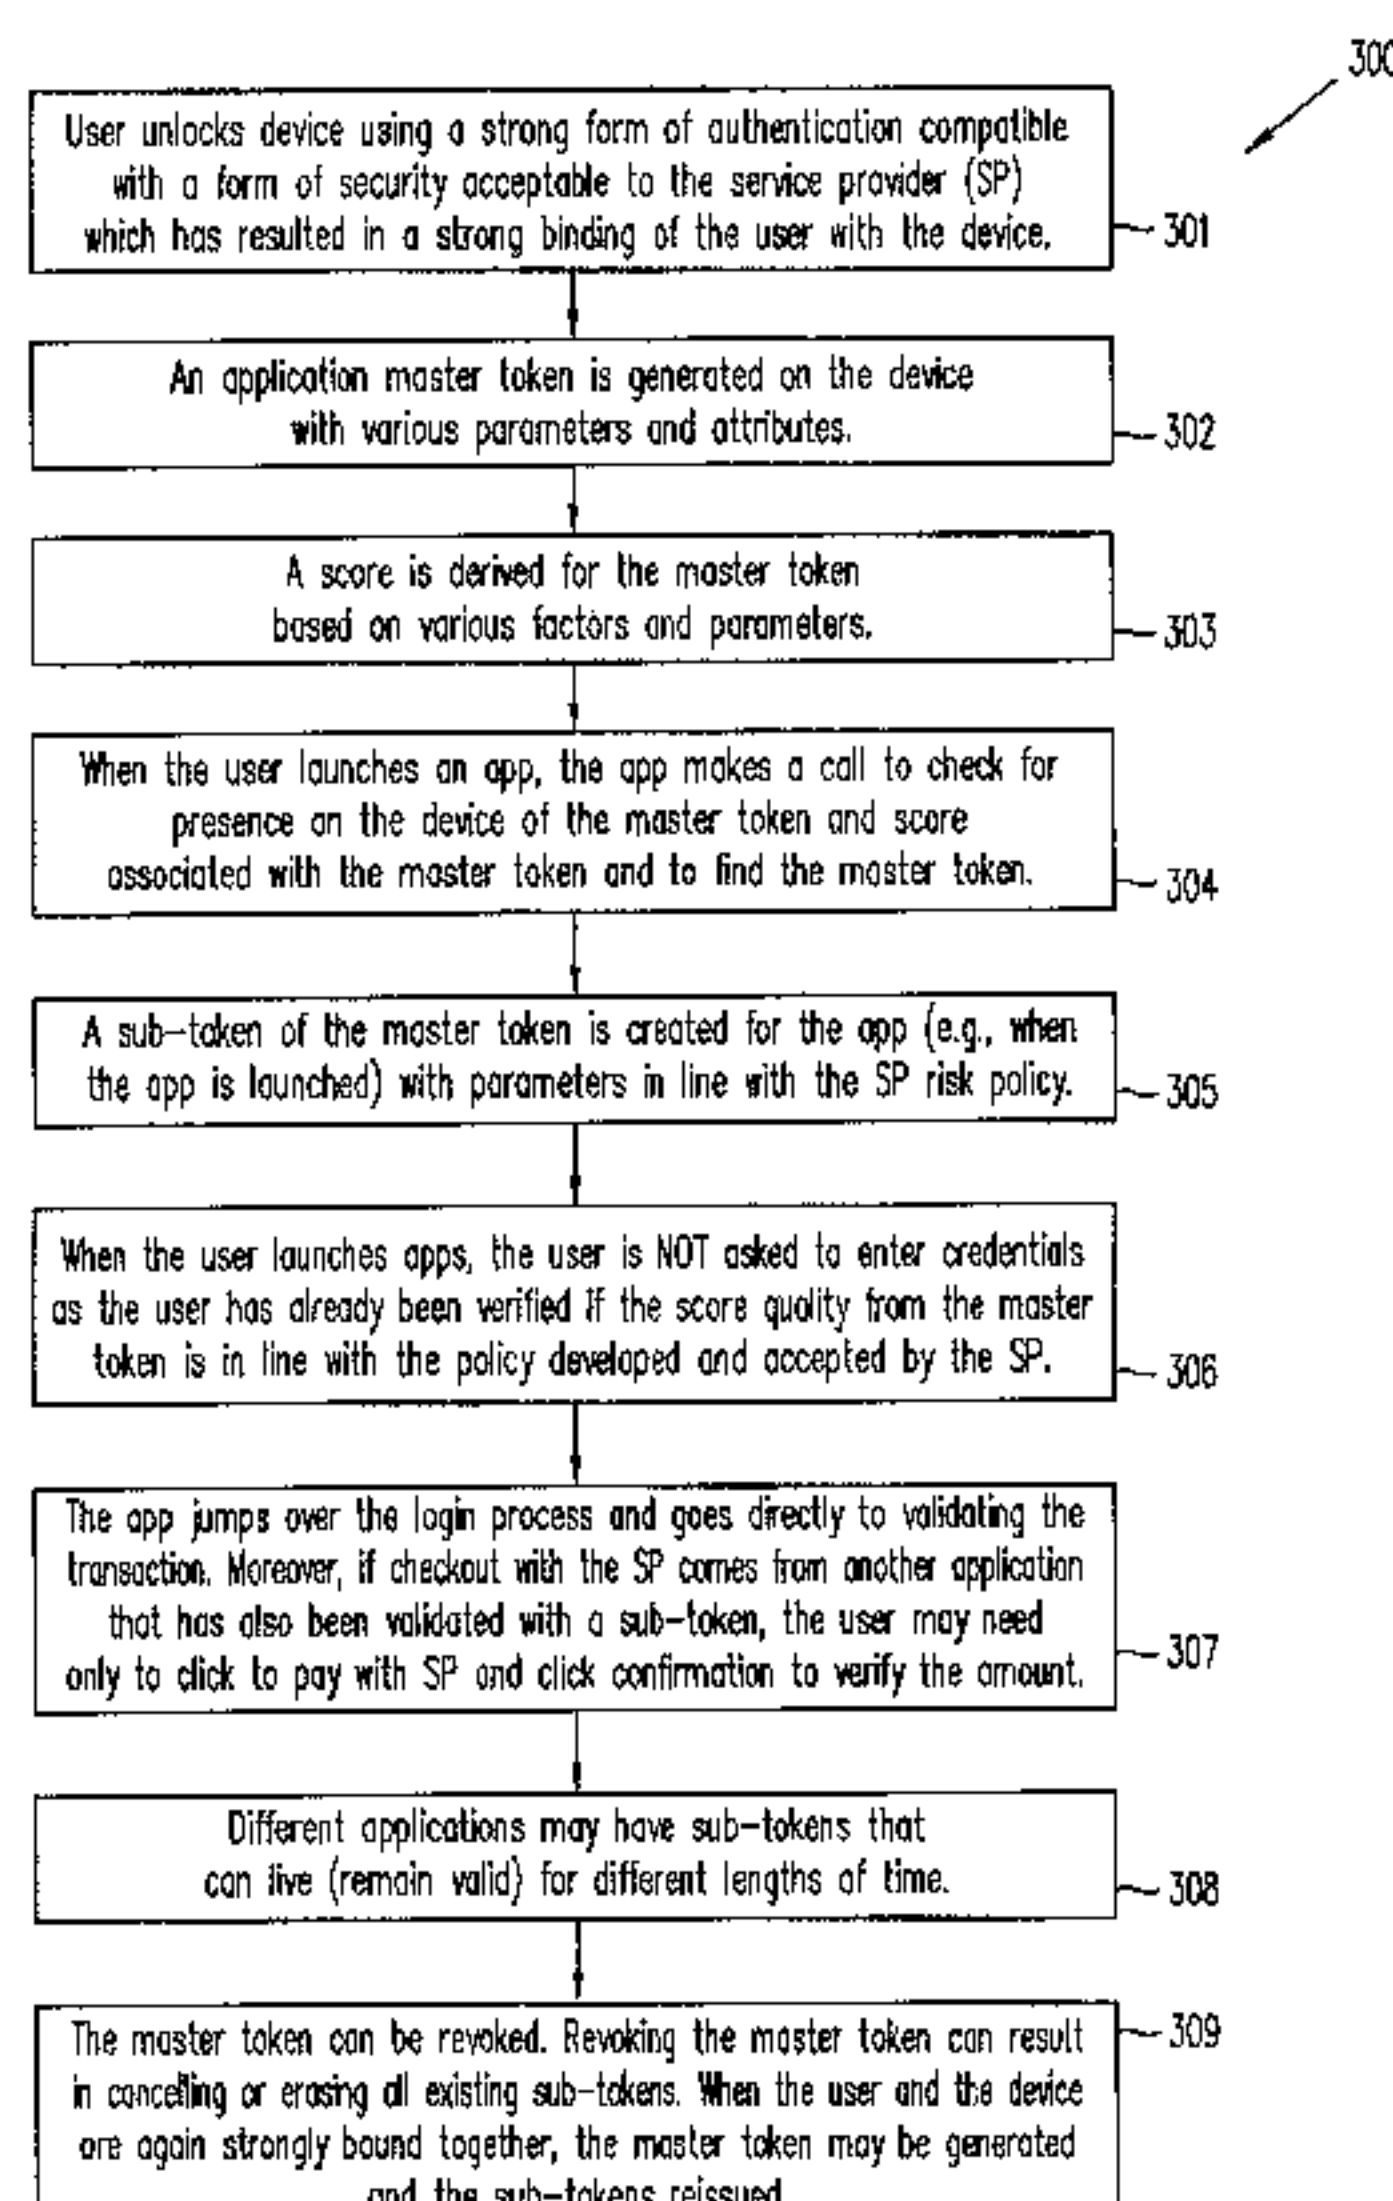 300
User unlocks device using a strong form of authentication compatible
with a form of security acceptable to the service provider (SP)
which has resulted in a strong binding of the user with the device.
301
An application master token is generated on the device
with various parameters and attributes.
302
A score is derived for the master token
based on various factors and parameters.
303
When the user launches an app, the app makes a call to check for
presence on the device of the master token and score
associated with the master token and to find the master token.
304
A sub-token of the master token is created for the app (e.g., when
the app is launched) with parameters in line with the SP risk policy.
305
When the user launches apps, the user is NOT asked to enter credentials
as the user has already been verified if the score quality from the master
token is in line with the policy developed and accepted by the SP.
306
The app jumps over the login process and goes directly to validating the
transaction. Moreover, if checkout with the SP comes from another application
that has also been validated with a sub-token, the user may need
only to click to pay with SP and click confirmation to verify the amount.
307
Different applications may have sub-tokens that
can live (remain valid) for different lengths of time.
308
The master token can be revoked. Revoking the master token can result
in cancelling or erasing all existing sub-tokens. When the user and the device
are again strongly bound together, the master token may be generated
and the sub-tokens reissued
309